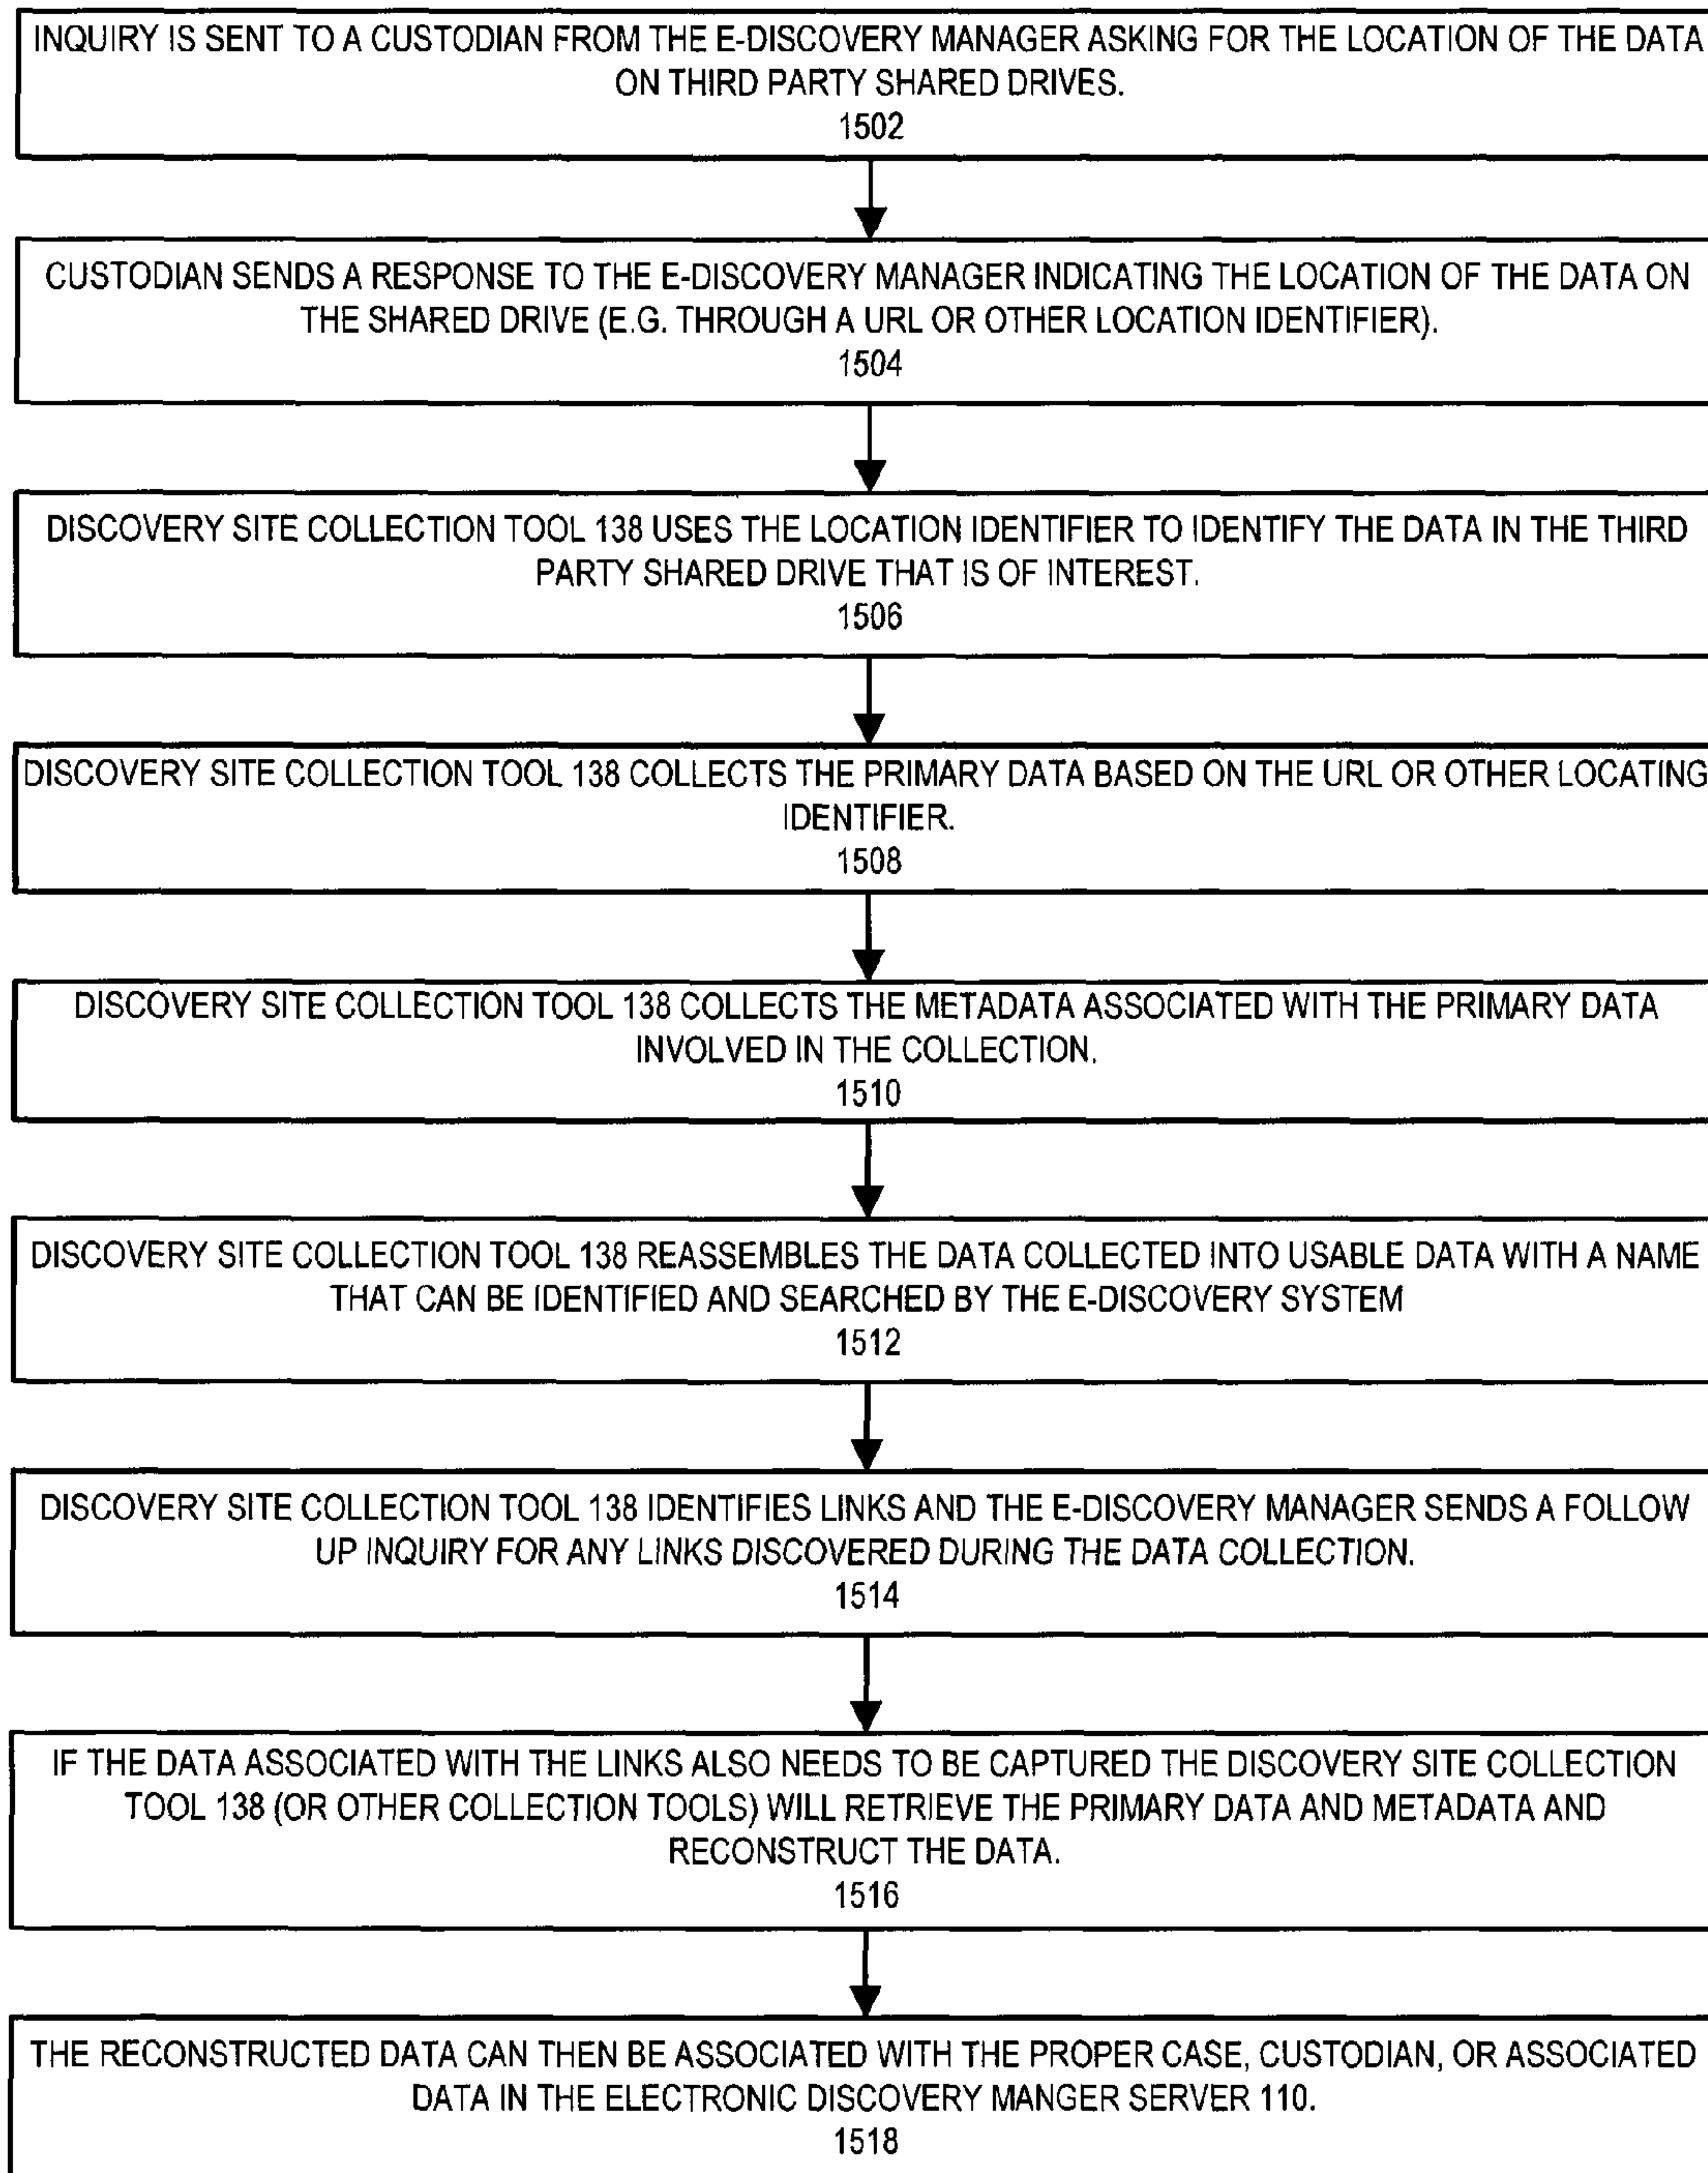 INQUIRY IS SENT TO A CUSTODIAN FROM THE E-DISCOVERY MANAGER ASKING FOR THE LOCATION OF THE DATA
ON THIRD PARTY SHARED DRIVES.
1502
CUSTODIAN SENDS A RESPONSE TO THE E-DISCOVERY MANAGER INDICATING THE LOCATION OF THE DATA ON
THE SHARED DRIVE (E.G. THROUGH A URL OR OTHER LOCATION IDENTIFIER).
1504
DISCOVERY SITE COLLECTION TOOL 138 USES THE LOCATION IDENTIFIER TO IDENTIFY THE DATA IN THE THIRD
PARTY SHARED DRIVE THAT IS OF INTEREST.
1506
DISCOVERY SITE COLLECTION TOOL 138 COLLECTS THE PRIMARY DATA BASED ON THE URL OR OTHER LOCATING
IDENTIFIER.
1508
DISCOVERY SITE COLLECTION TOOL 138 COLLECTS THE METADATA ASSOCIATED WITH THE PRIMARY DATA
INVOLVED IN THE COLLECTION.
1510
DISCOVERY SITE COLLECTION TOOL 138 REASSEMBLES THE DATA COLLECTED INTO USABLE DATA WITH A NAME
THAT CAN BE IDENTIFIED AND SEARCHED BY THE E-DISCOVERY SYSTEM
1512
DISCOVERY SITE COLLECTION TOOL 138 IDENTIFIES LINKS AND THE E-DISCOVERY MANAGER SENDS A FOLLOW
UP INQUIRY FOR ANY LINKS DISCOVERED DURING THE DATA COLLECTION.
1514
IF THE DATA ASSOCIATED WITH THE LINKS ALSO NEEDS TO BE CAPTURED THE DISCOVERY SITE COLLECTION
TOOL 138 (OR OTHER COLLECTION TOOLS) WILL RETRIEVE THE PRIMARY DATA AND METADATA AND
RECONSTRUCT THE DATA.
1516
THE RECONSTRUCTED DATA CAN THEN BE ASSOCIATED WITH THE PROPER CASE, CUSTODIAN, OR ASSOCIATED
DATA IN THE ELECTRONIC DISCOVERY MANGER SERVER 110.
1518